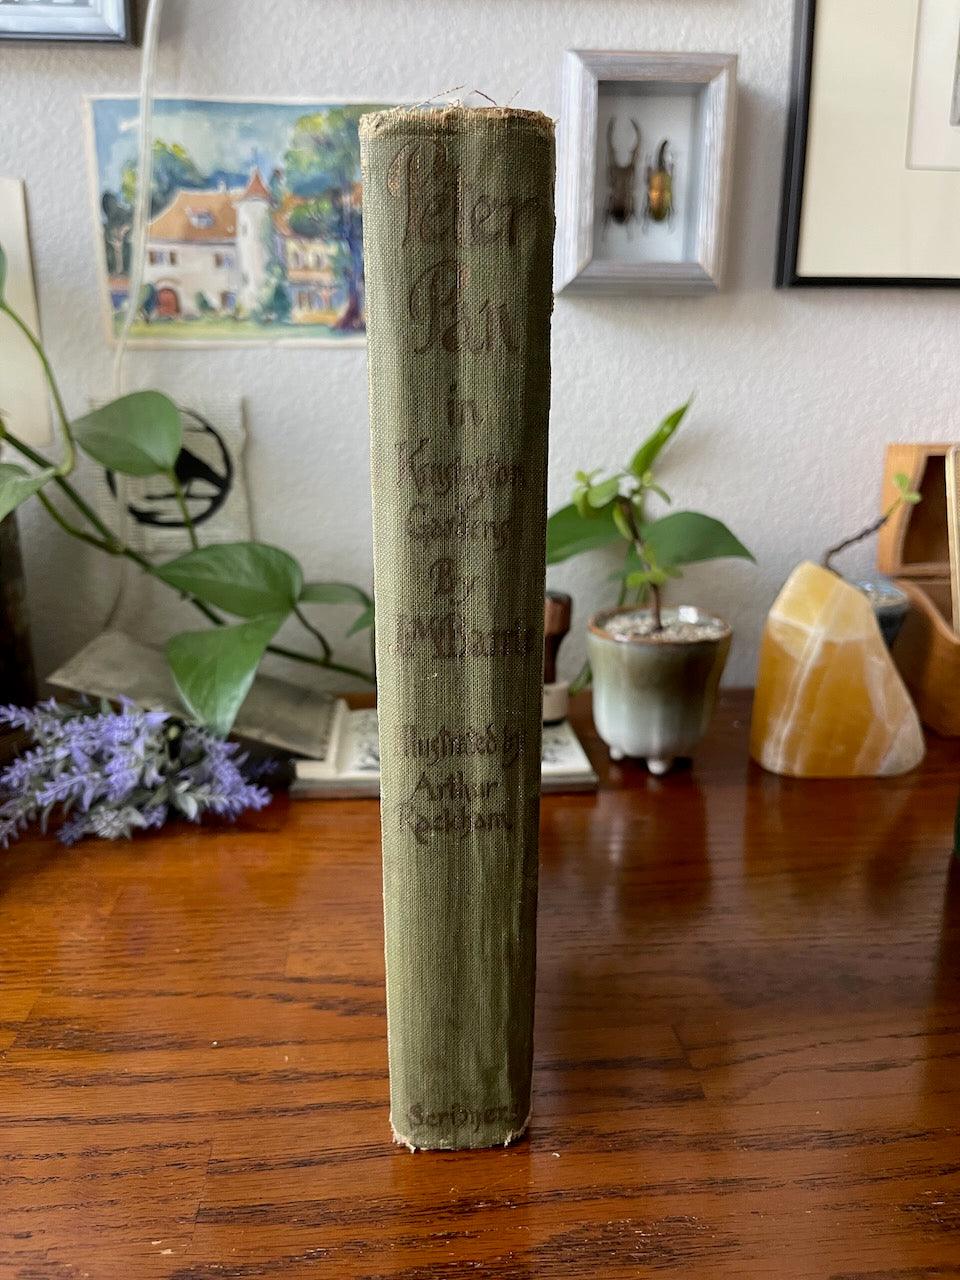 Peter
Pan
in
Kensington
Gardens
By
J.M. Barrie
Illustrated by
Arthur
Rackham
Scribners